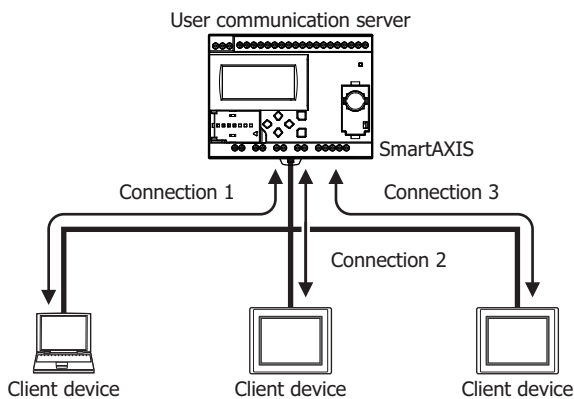 User communication server
SmartAXIS
Connection 1
Connection 3
Connection 2
Client device
Client device
Client device